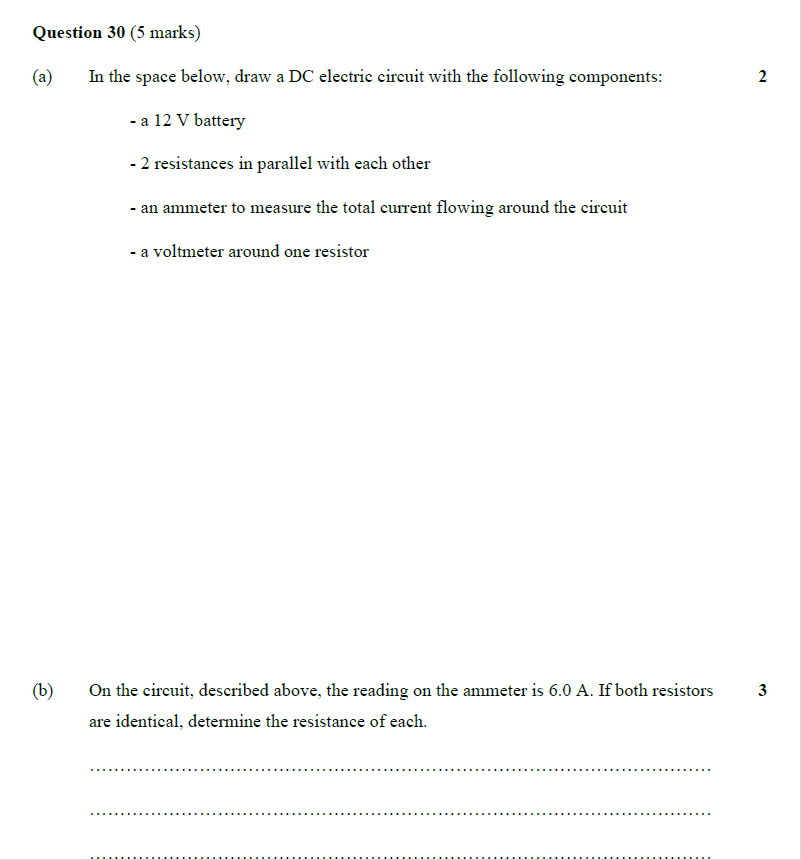 Question 30 (5 marks)
(a) In the space below, draw a DC electric circuit with the following components: 2
- a 12 V battery
- 2 resistances in parallel with each other
- an ammeter to measure the total current flowing around the circuit
- a voltmeter around one resistor
(b) On the circuit, described above, the reading on the ammeter is 6.0 A. If both resistors 3
are identical, determine the resistance of each.